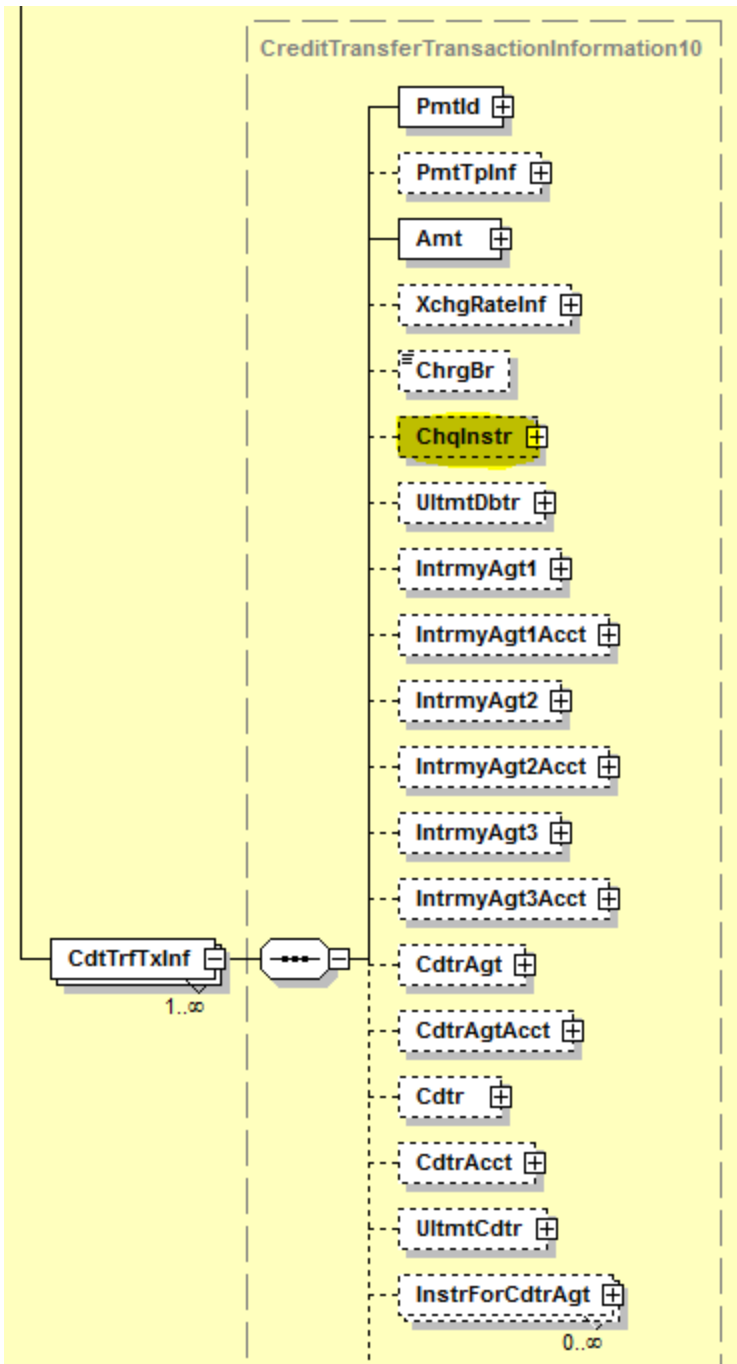 CreditTransferTransactionInformation10
PmtId
PmtTpInf
Amt
XchgRateInf
ChrgBr
ChqInstr
UltmtDbtr
IntrmyAgt1
IntrmyAgt1Acct
IntrmyAgt2
IntrmyAgt2Acct
IntrmyAgt3
IntrmyAgt3Acct
CdtTrfTxInf
1..∞
CdtrAgt
CdtrAgtAcct
Cdtr
CdtrAcct
UltmtCdtr
InstrForCdtrAgt
0..∞